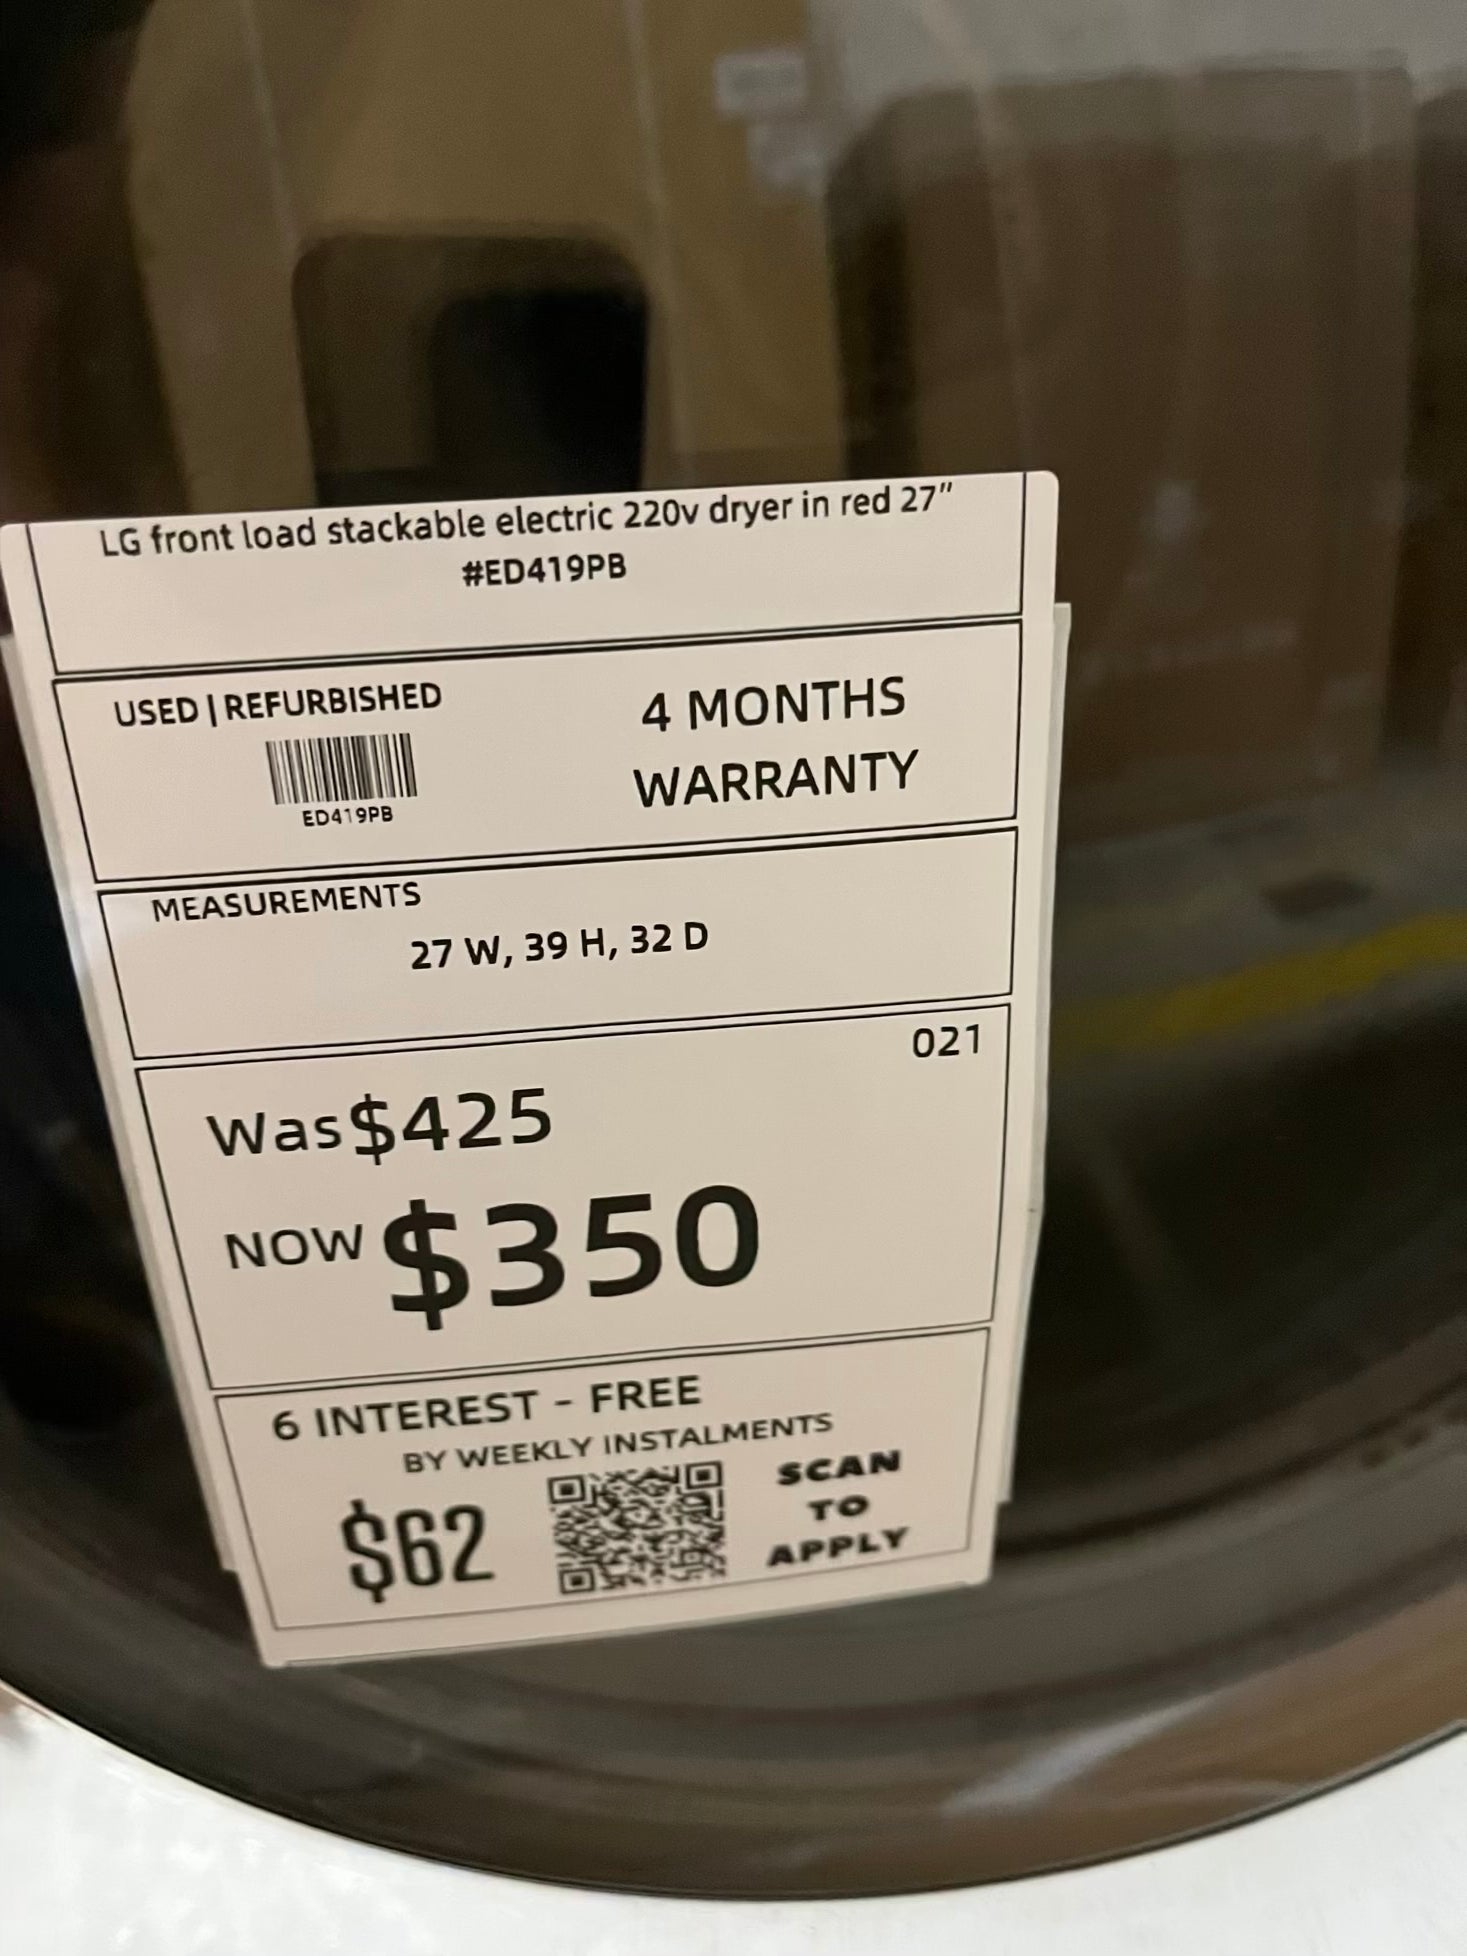 LG front load stackable electric 220v dryer in red 27"
#ED419PB
USED | REFURBISHED
ED419PB
4 MONTHS
WARRANTY
MEASUREMENTS
27 W, 39 H, 32 D
021
Was $425
NOW $350
6 INTEREST - FREE
BY WEEKLY INSTALMENTS
$62
SCAN
TO
APPLY